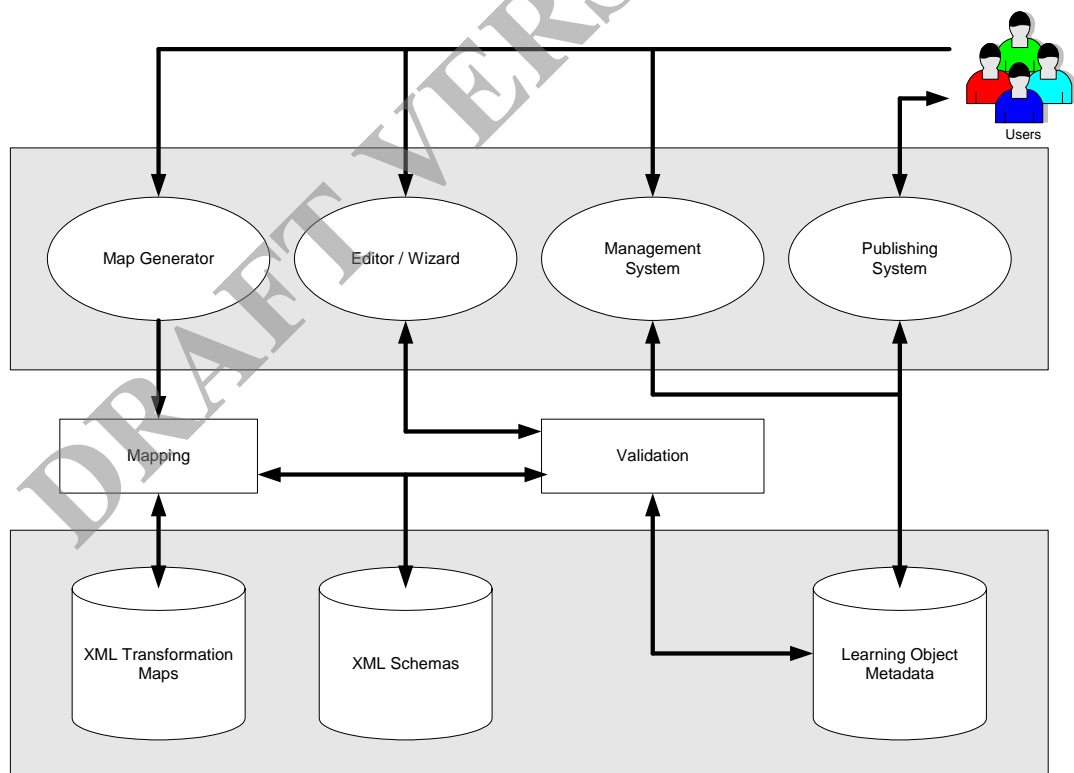 Users
Map Generator
Editor / Wizard
Management
System
Publishing
System
Mapping
Validation
XML Transformation
Maps
XML Schemas
Learning Object
Metadata
DRAFT VERS